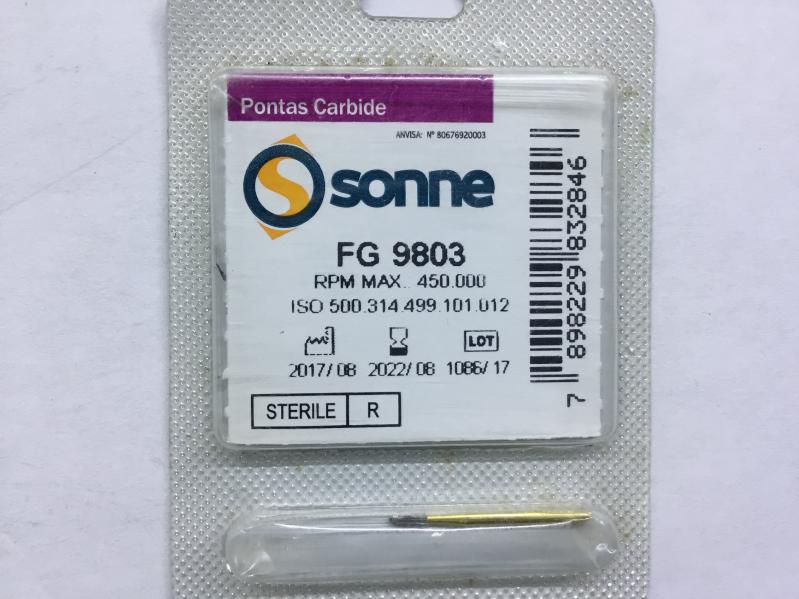 Pontas Carbide
ANVISA: Nº 80676920003
sonne
FG 9803
RPM MAX.. 450.000
ISO 500.314.499.101.012
LOT
2017/08 2022/08 1086/17
STERILE R
7 898229 832846